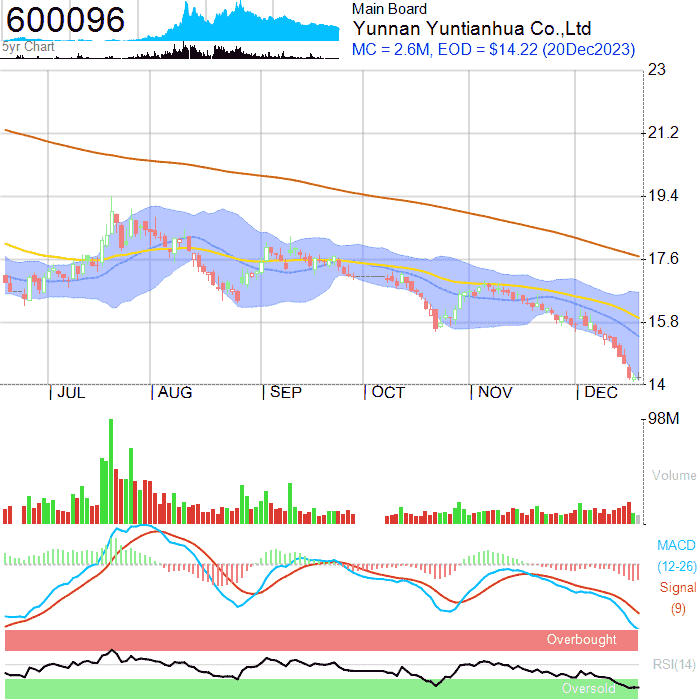 600096
5yr Chart
Main Board
Yunnan Yuntianhua Co.,Ltd
MC = 2.6M, EOD = $14.22 (20Dec2023)
23
21.2
19.4
17.6
15.8
14
JUL AUG SEP OCT NOV DEC
98M
Volume
MACD
(12-26)
Signal
(9)
Overbought
RSI(14)
Oversold